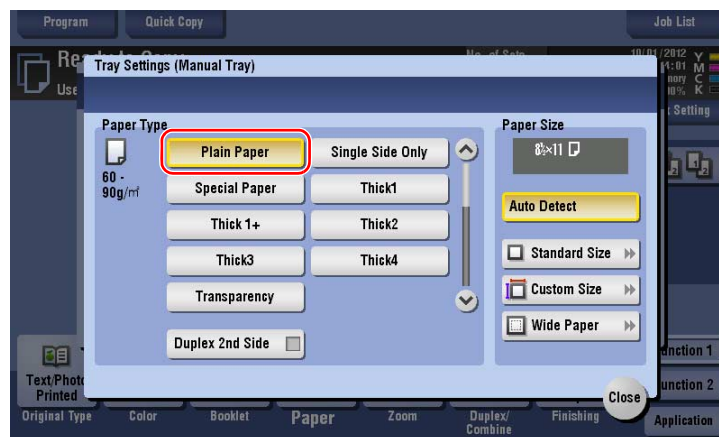 Program
Quick Copy
Job List
Tray Settings (Manual Tray)
Paper Type
Plain Paper
Single Side Only
60 -
90g/㎡
Special Paper
Thick1
Thick 1+
Thick2
Thick3
Thick4
Transparency
Duplex 2nd Side
Paper Size
8½×11
Auto Detect
Standard Size
Custom Size
Wide Paper
Close
Y
M
C
K
Setting
Text/Photo
Printed
Original Type
Color
Booklet
Paper
Zoom
Duplex/
Combine
Finishing
Application